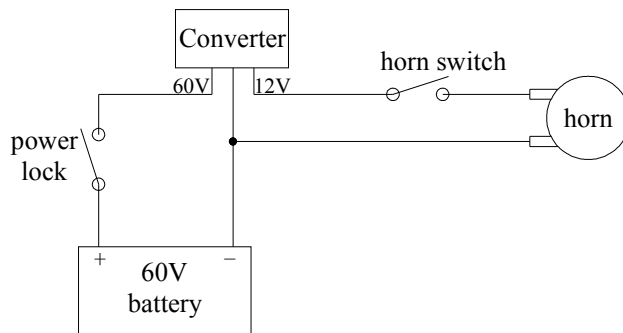 Converter
60V
12V
horn switch
horn
power
lock
+
−
60V
battery